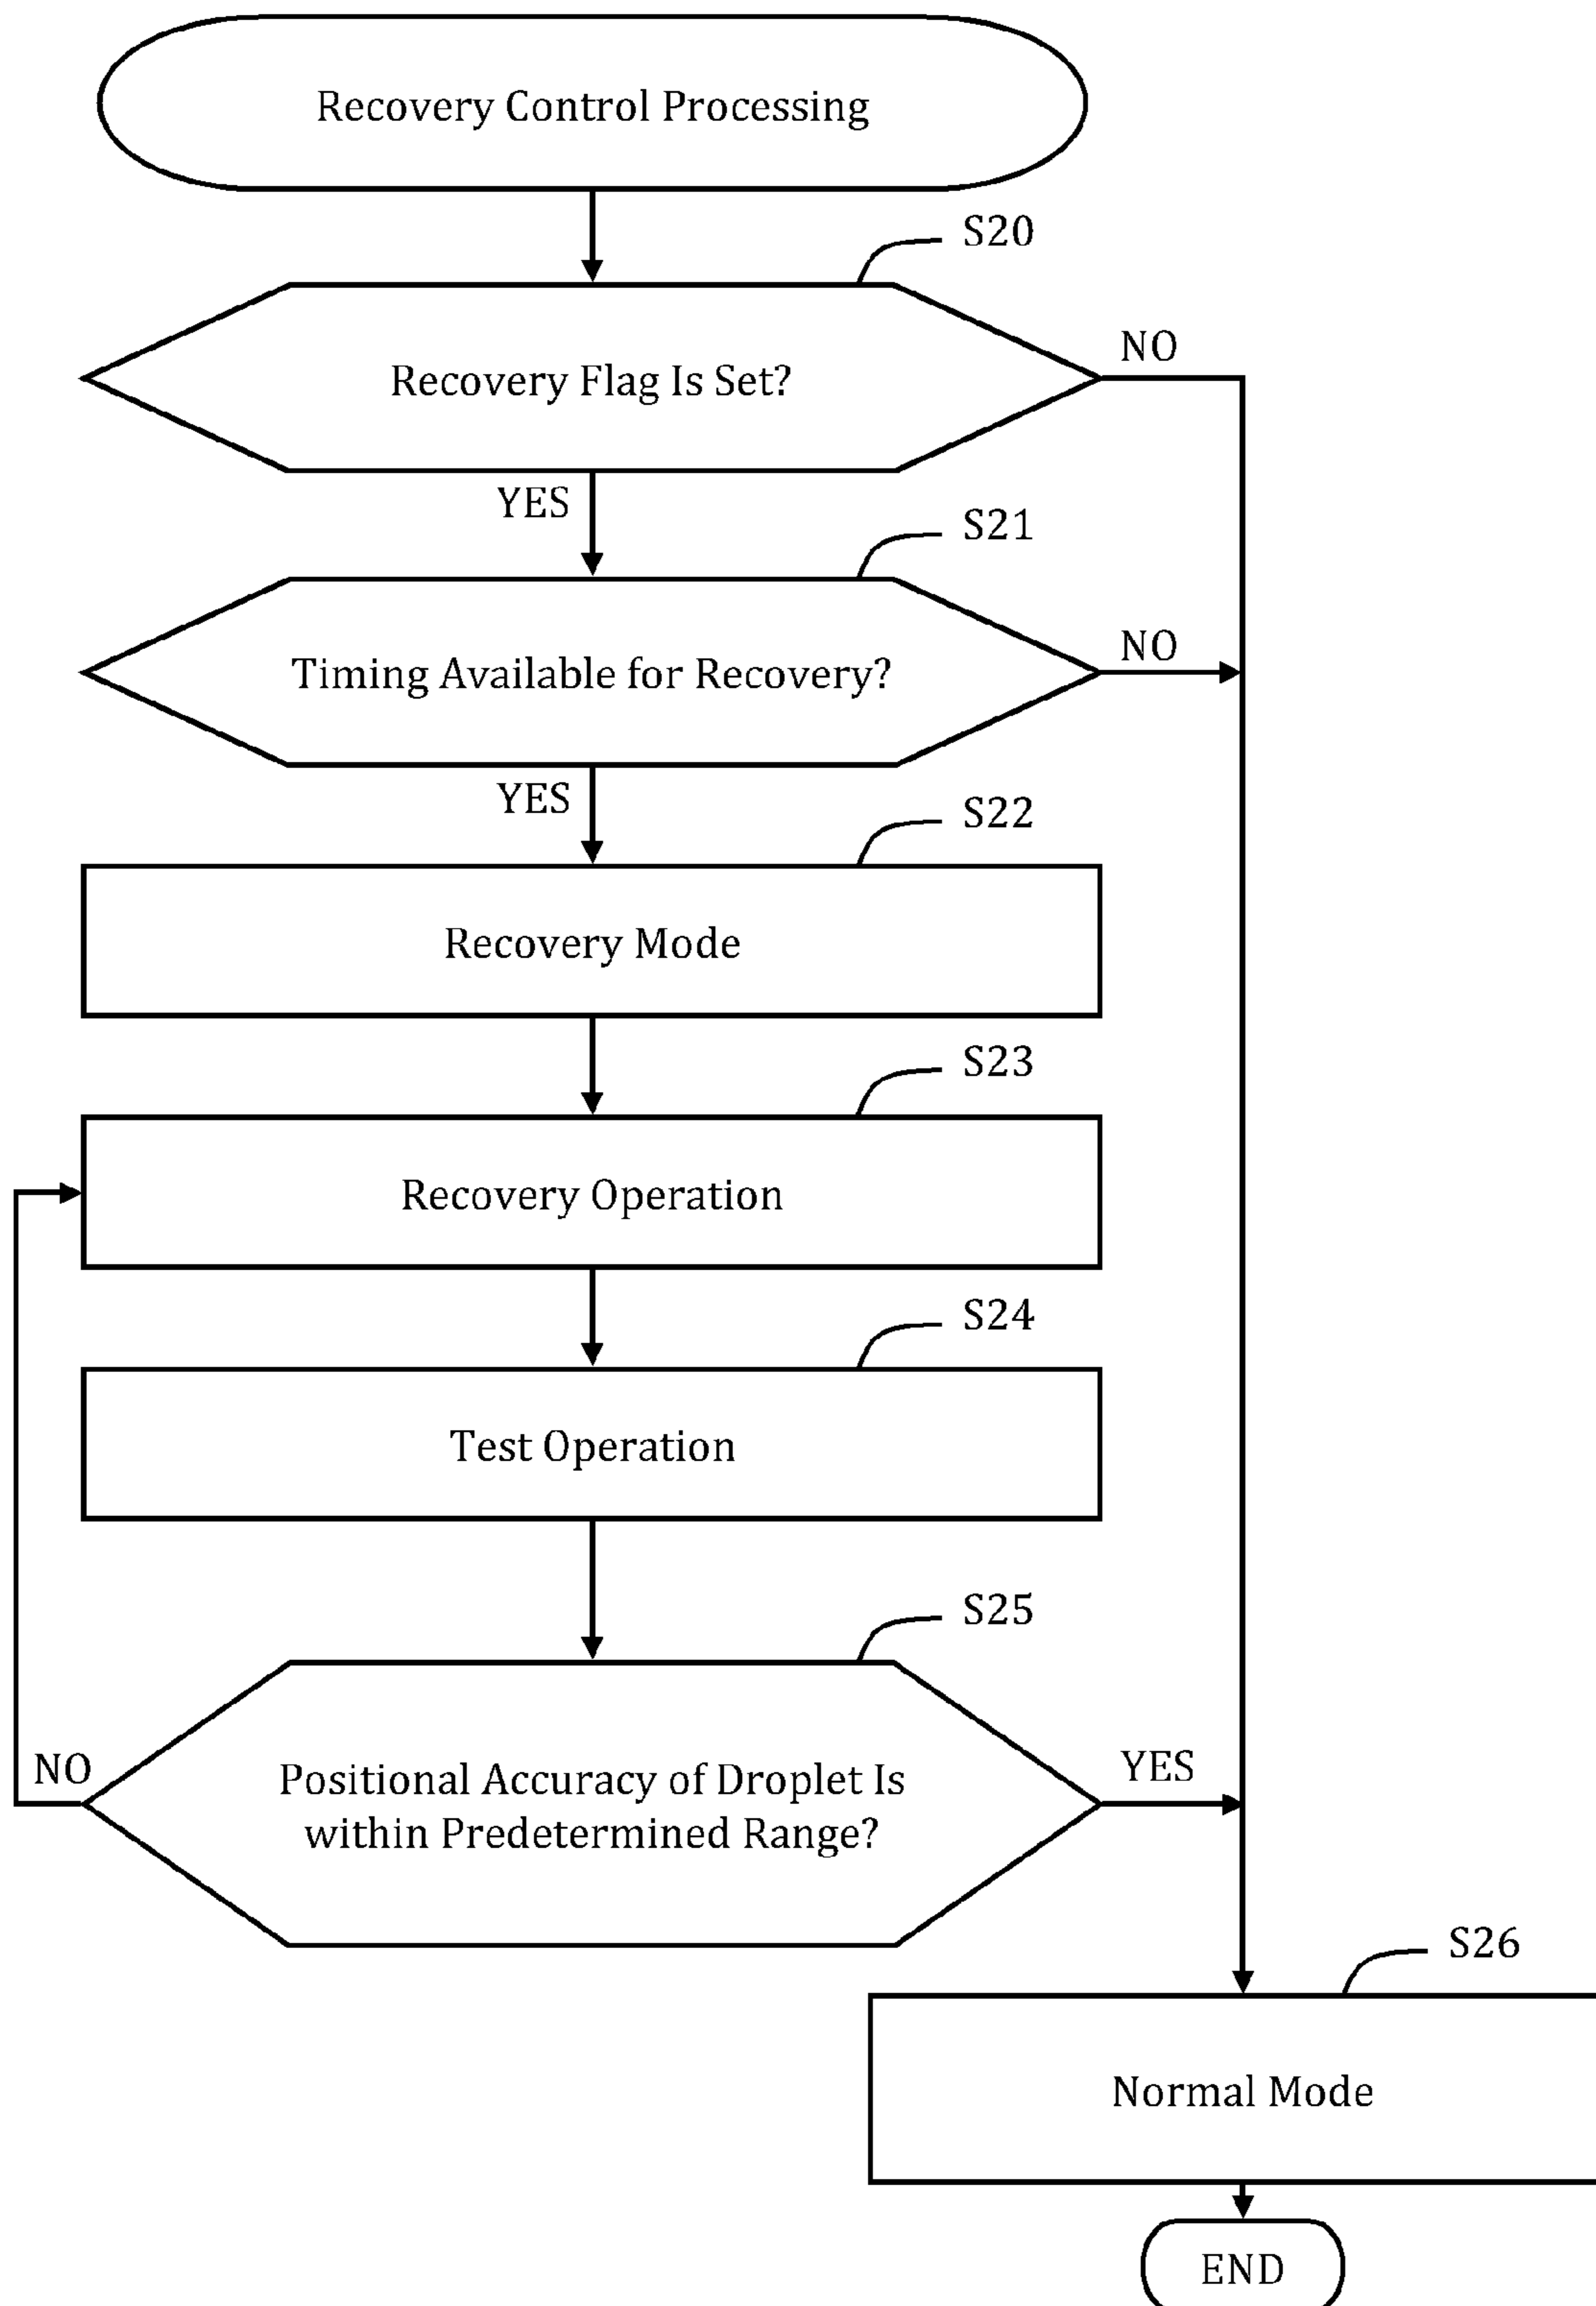 Recovery Control Processing
S20
Recovery Flag Is Set?
NO
YES
S21
Timing Available for Recovery?
NO
YES
S22
Recovery Mode
S23
Recovery Operation
S24
Test Operation
S25
Positional Accuracy of Droplet Is
within Predetermined Range?
NO
YES
S26
Normal Mode
END